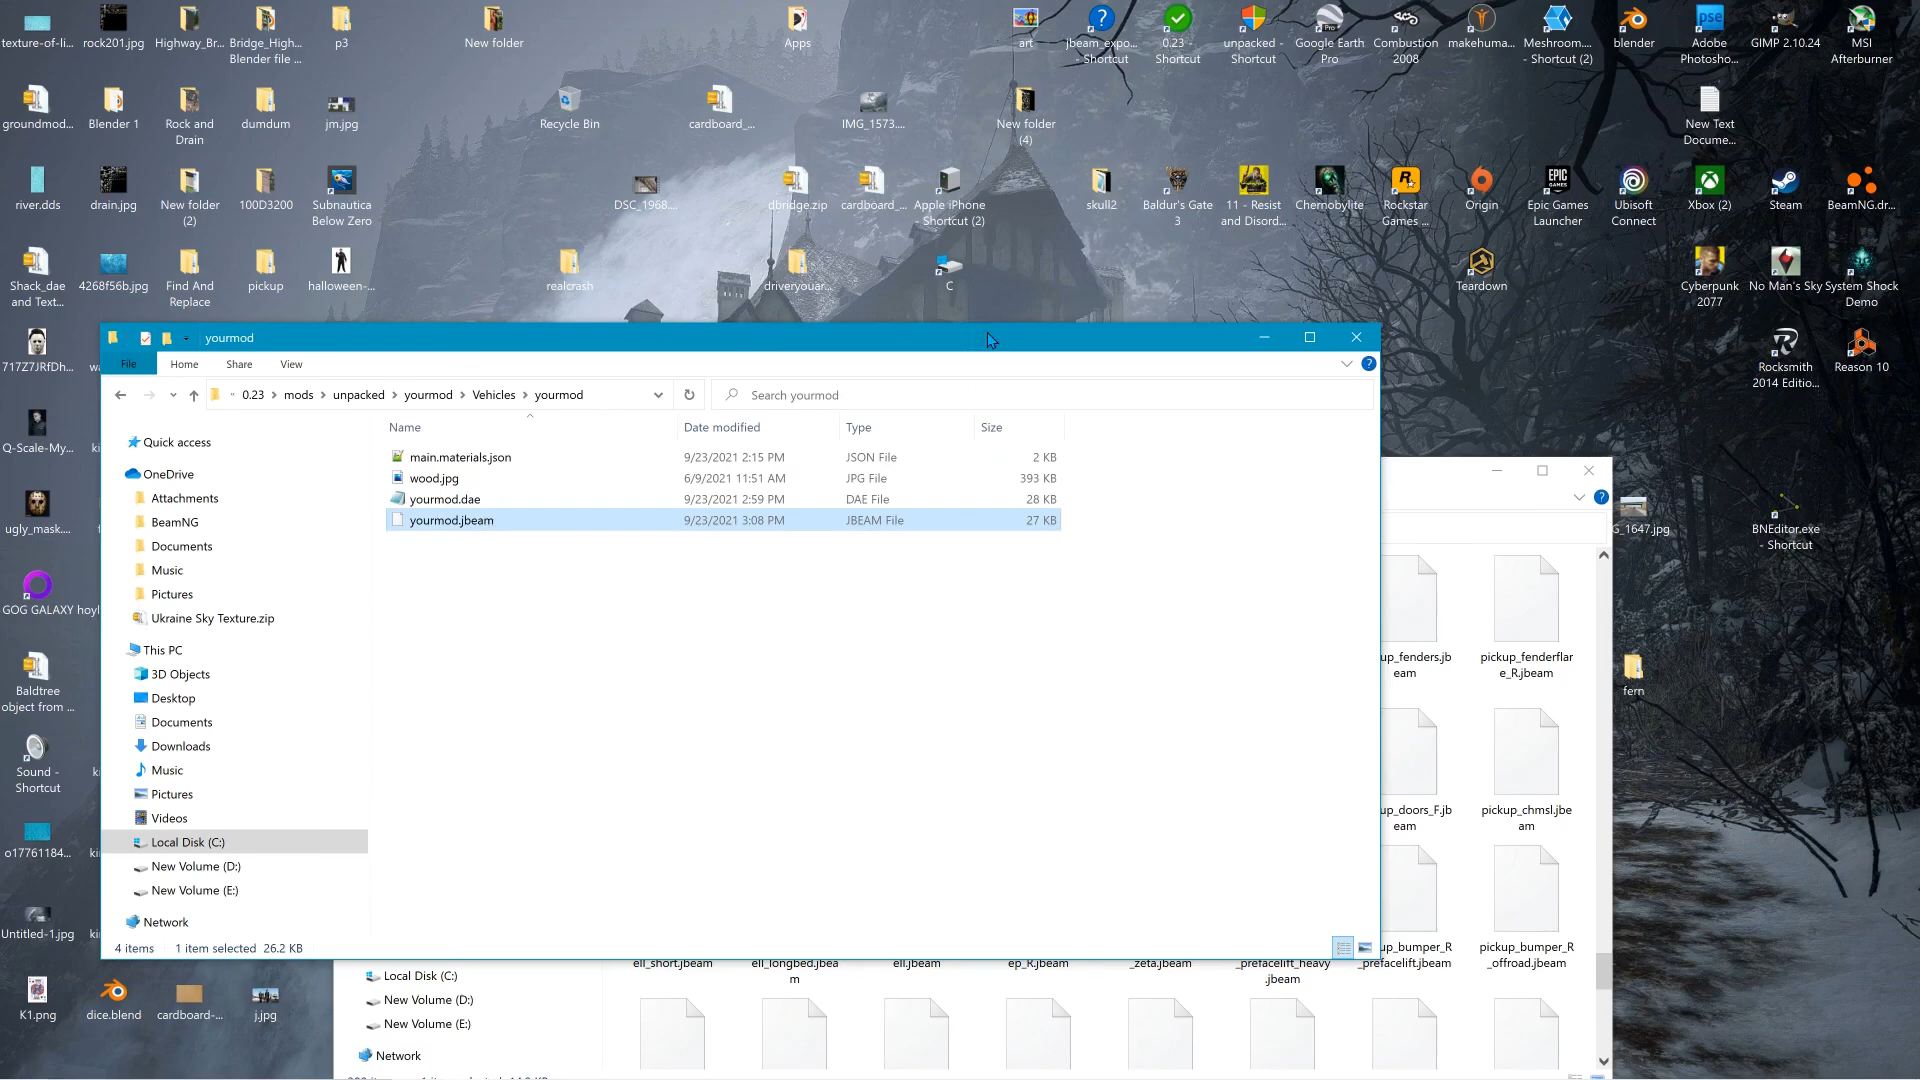 texture-of-li...
rock201.jpg
Highway_Br...
Bridge_High...
Blender file ...
p3
New folder
Apps
art
jbeam_expo...
- Shortcut
0.23 -
Shortcut
unpacked -
Shortcut
Google Earth
Pro
Combustion
2008
makehuma...
Meshroom....
- Shortcut (2)
blender
Adobe
Photosho...
GIMP 2.10.24
MSI
Afterburner
groundmod...
Blender 1
Rock and
Drain
dumdum
jm.jpg
Recycle Bin
cardboard_...
IMG_1573....
New folder
(4)
New Text
Docume...
river.dds
drain.jpg
New folder
(2)
100D3200
Subnautica
Below Zero
DSC_1968....
dbridge.zip
cardboard_...
Apple iPhone
- Shortcut (2)
skull2
Baldur's Gate
3
11 - Resist
and Disord...
Chernobylite
Rockstar
Games ...
Origin
Epic Games
Launcher
Ubisoft
Connect
Xbox (2)
Steam
BeamNG.dr...
Shack_dae
and Text...
4268f56b.jpg
Find And
Replace
pickup
halloween-...
realcrash
driveryouar...
C
Teardown
Cyberpunk
2077
No Man's Sky
System Shock
Demo
717Z7JRfDh...
Rocksmith
2014 Editio...
Reason 10
yourmod
File Home Share View
0.23 > mods > unpacked > yourmod > Vehicles > yourmod
Search yourmod
Name Date modified Type Size
main.materials.json 9/23/2021 2:15 PM JSON File 2 KB
wood.jpg 6/9/2021 11:51 AM JPG File 393 KB
yourmod.dae 9/23/2021 2:59 PM DAE File 28 KB
yourmod.jbeam 9/23/2021 3:08 PM JBEAM File 27 KB
Quick access
OneDrive
Attachments
BeamNG
Documents
Music
Pictures
Ukraine Sky Texture.zip
This PC
3D Objects
Desktop
Documents
Downloads
Music
Pictures
Videos
Local Disk (C:)
New Volume (D:)
New Volume (E:)
Network
4 items 1 item selected 26.2 KB
Q-Scale-My...
ugly_mask....
GOG GALAXY
hoyl
Baldtree
object from ...
Sound -
Shortcut
o17761184...
Untitled-1.jpg
K1.png
dice.blend
cardboard-...
j.jpg
G_1647.jpg
BNEditor.exe
- Shortcut
fern
up_fenders.jb
eam
pickup_fenderflar
e_R.jbeam
up_doors_F.jb
eam
pickup_chmsl.jbe
am
up_bumper_R
_prefacelift.jbeam
pickup_bumper_R
_offroad.jbeam
ell_short.jbeam
ell_longbed.jbea
m
ell.jbeam
ep_R.jbeam
_zeta.jbeam
_prefacelift_heavy
.jbeam
Local Disk (C:)
New Volume (D:)
New Volume (E:)
Network